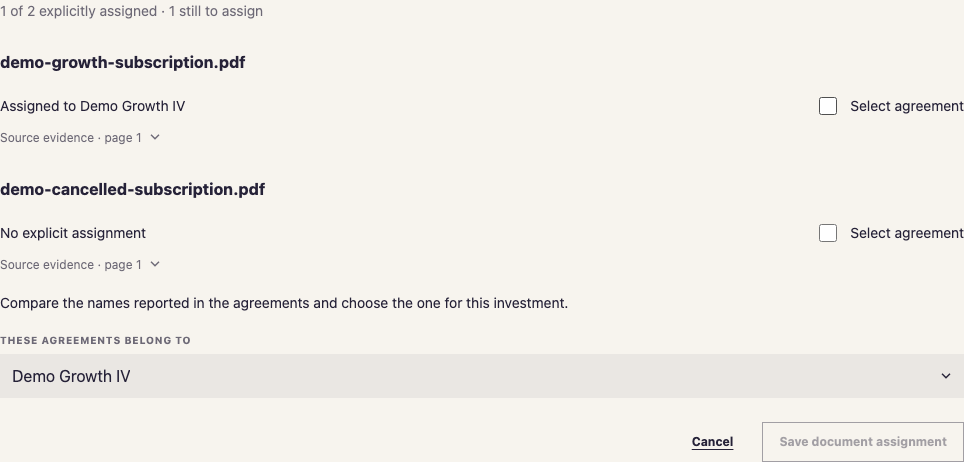 1 of 2 explicitly assigned · 1 still to assign
demo-growth-subscription.pdf
Assigned to Demo Growth IV
Select agreement
Source evidence · page 1
demo-cancelled-subscription.pdf
No explicit assignment
Select agreement
Source evidence · page 1
Compare the names reported in the agreements and choose the one for this investment.
THESE AGREEMENTS BELONG TO
Demo Growth IV
Cancel
Save document assignment